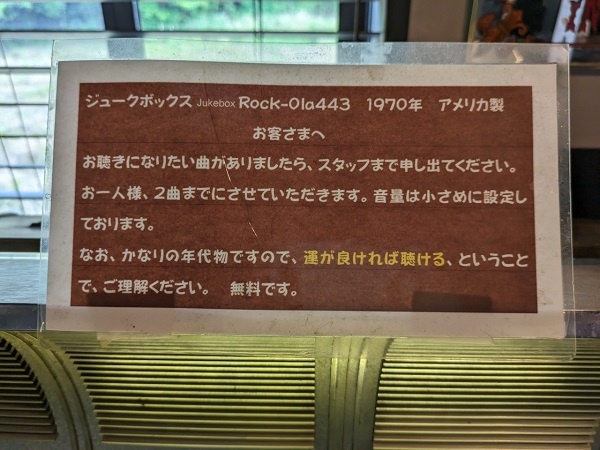 ジュークボックス Jukebox Rock-Ola443 1970年 アメリカ製
お客さまへ
お聴きになりたい曲がありましたら、スタッフまで申し出てください。
お一人様、2曲までにさせていただきます。音量は小さめに設定し
ております。
なお、かなりの年代物ですので、運が良ければ聴ける、ということ
で、ご理解ください。 無料です。